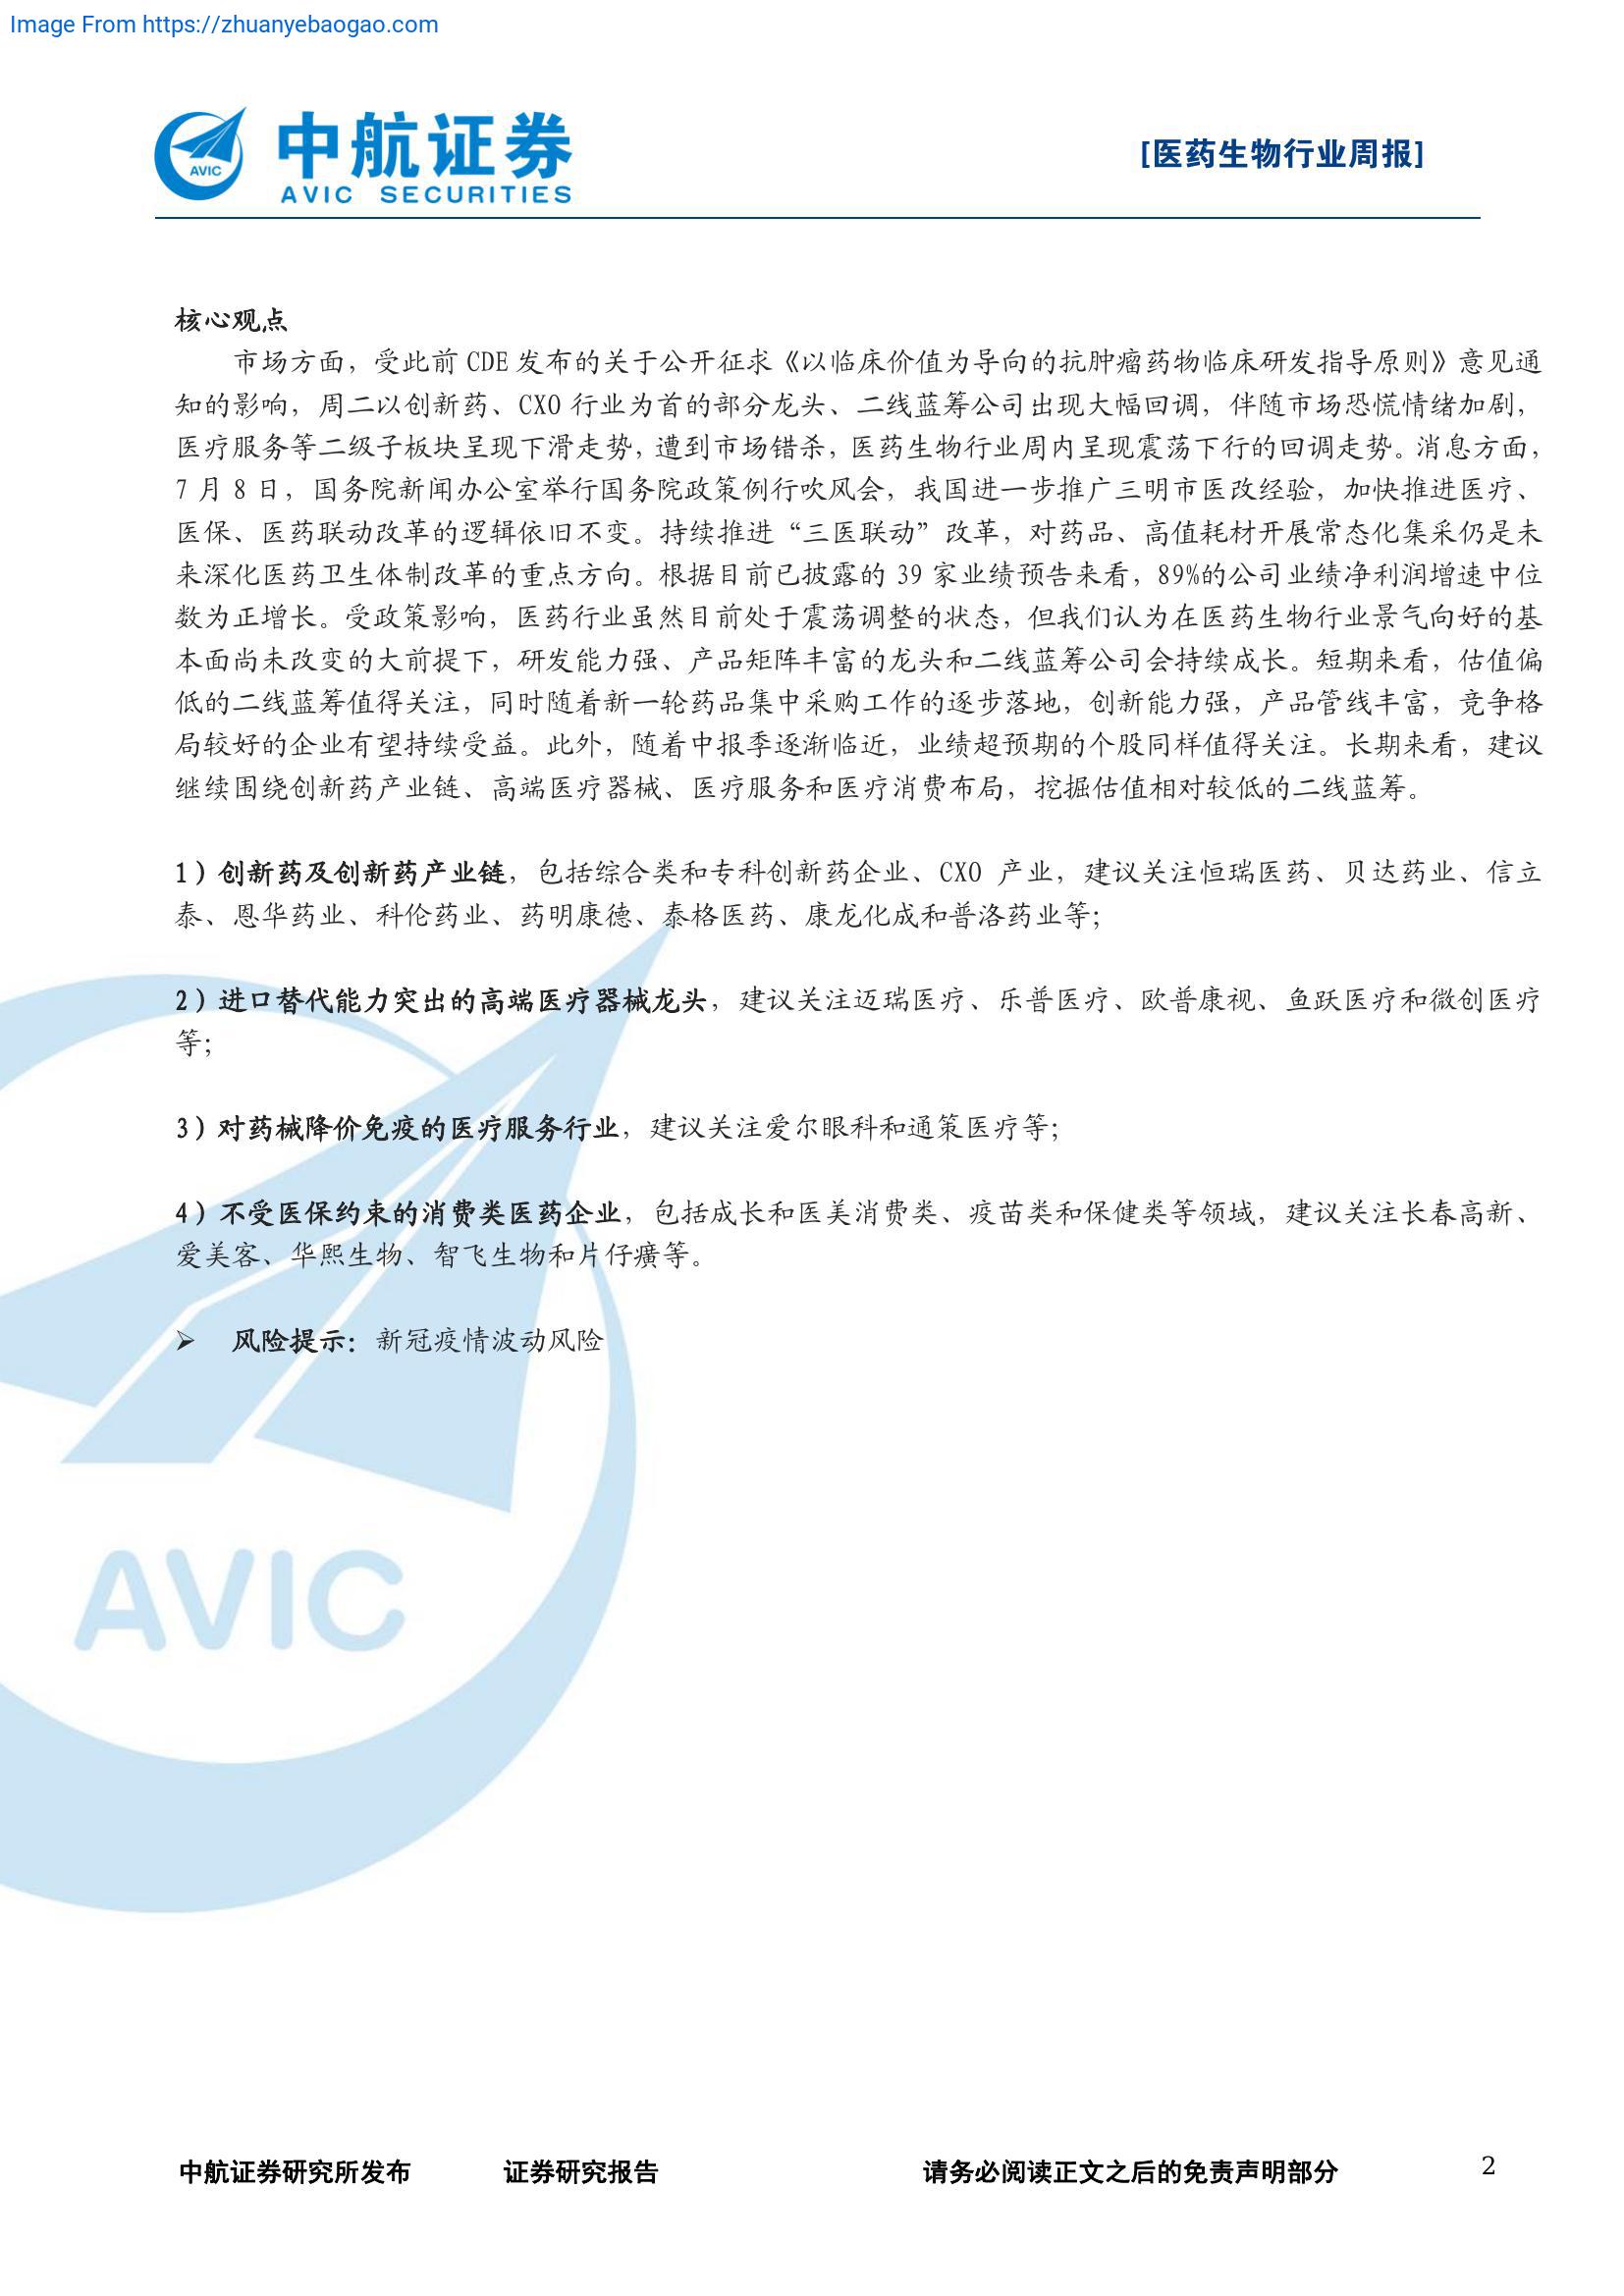 Image From https://zhuanyebaogao.com
AVIC
中航证券
AVIC SECURITIES
[医药生物行业周报]
核心观点
市场方面，受此前 CDE 发布的关于公开征求《以临床价值为导向的抗肿瘤药物临床研发指导原则》意见通
知的影响，周二以创新药、CXO 行业为首的部分龙头、二线蓝筹公司出现大幅回调，伴随市场恐慌情绪加剧，
医疗服务等二级子板块呈现下滑走势，遭到市场错杀，医药生物行业周内呈现震荡下行的回调走势。消息方面，
7 月 8 日，国务院新闻办公室举行国务院政策例行吹风会，我国进一步推广三明市医改经验，加快推进医疗、
医保、医药联动改革的逻辑依旧不变。持续推进“三医联动”改革，对药品、高值耗材开展常态化集采仍是未
来深化医药卫生体制改革的重点方向。根据目前已披露的 39 家业绩预告来看，89%的公司业绩净利润增速中位
数为正增长。受政策影响，医药行业虽然目前处于震荡调整的状态，但我们认为在医药生物行业景气向好的基
本面尚未改变的大前提下，研发能力强、产品矩阵丰富的龙头和二线蓝筹公司会持续成长。短期来看，估值偏
低的二线蓝筹值得关注，同时随着新一轮药品集中采购工作的逐步落地，创新能力强，产品管线丰富，竞争格
局较好的企业有望持续受益。此外，随着中报季逐渐临近，业绩超预期的个股同样值得关注。长期来看，建议
继续围绕创新药产业链、高端医疗器械、医疗服务和医疗消费布局，挖掘估值相对较低的二线蓝筹。
1）创新药及创新药产业链，包括综合类和专科创新药企业、CXO 产业，建议关注恒瑞医药、贝达药业、信立
泰、恩华药业、科伦药业、药明康德、泰格医药、康龙化成和普洛药业等；
2）进口替代能力突出的高端医疗器械龙头，建议关注迈瑞医疗、乐普医疗、欧普康视、鱼跃医疗和微创医疗
等；
3）对药械降价免疫的医疗服务行业，建议关注爱尔眼科和通策医疗等；
4）不受医保约束的消费类医药企业，包括成长和医美消费类、疫苗类和保健类等领域，建议关注长春高新、
爱美客、华熙生物、智飞生物和片仔癀等。
➢ 风险提示：新冠疫情波动风险
AVIC
中航证券研究所发布 证券研究报告 请务必阅读正文之后的免责声明部分 2